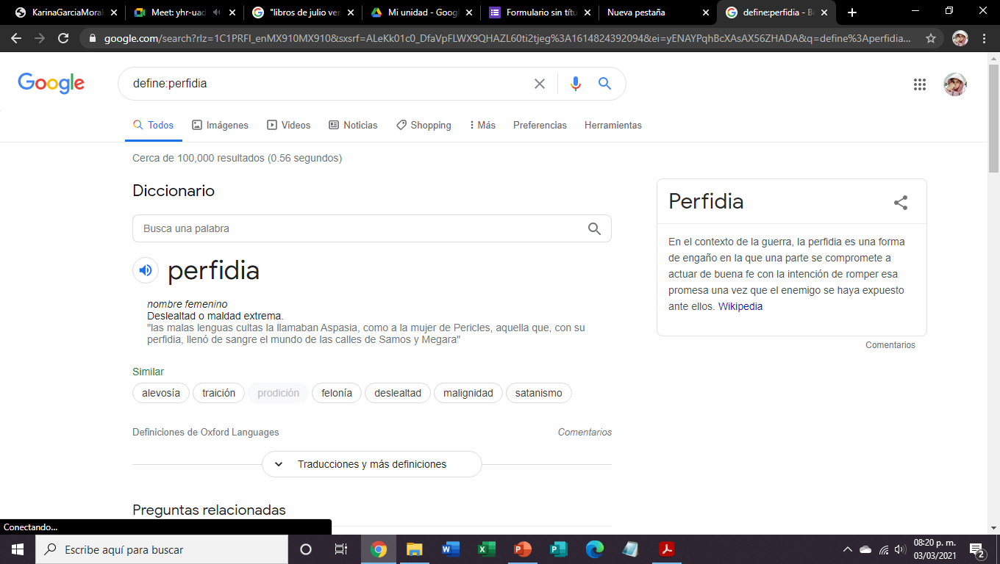 KarinaGarciaMoral
Meet: yhr-uad
"libros de julio ver
Mi unidad - Goog
Formulario sin títu
Nueva pestaña
define:perfidia - Bu
google.com/search?rlz=1C1PRFI_enMX910MX910&sxsrf=ALeKk01c0_DfaVpFLWX9QHAZL60ti2tjeg%3A1614824392094&ei=yENAYPqhBcXAsAX56ZHADA&q=define%3Aperfidia...
Google
define:perfidia
Todos
Imágenes
Videos
Noticias
Shopping
Más
Preferencias
Herramientas
Cerca de 100,000 resultados (0.56 segundos)
Diccionario
Busca una palabra
perfidia
nombre femenino
Deslealtad o maldad extrema.
"las malas lenguas cultas la llamaban Aspasia, como a la mujer de Pericles, aquella que, con su
perfidia, llenó de sangre el mundo de las calles de Samos y Megara"
Similar
alevosía
traición
prodición
felonía
deslealtad
malignidad
satanismo
Definiciones de Oxford Languages
Comentarios
Traducciones y más definiciones
Preguntas relacionadas
Perfidia
En el contexto de la guerra, la perfidia es una forma
de engaño en la que una parte se compromete a
actuar de buena fe con la intención de romper esa
promesa una vez que el enemigo se haya expuesto
ante ellos. Wikipedia
Comentarios
Conectando...
Escribe aquí para buscar
08:20 p. m.
03/03/2021
2